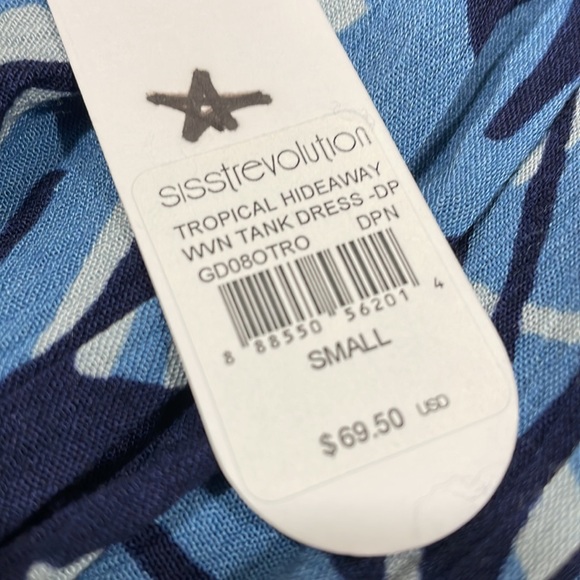 sisstrevolution
TROPICAL HIDEAWAY
WVN TANK DRESS -DP
GD08OTRO DPN
8 88550 56201 4
SMALL
$69.50 USD